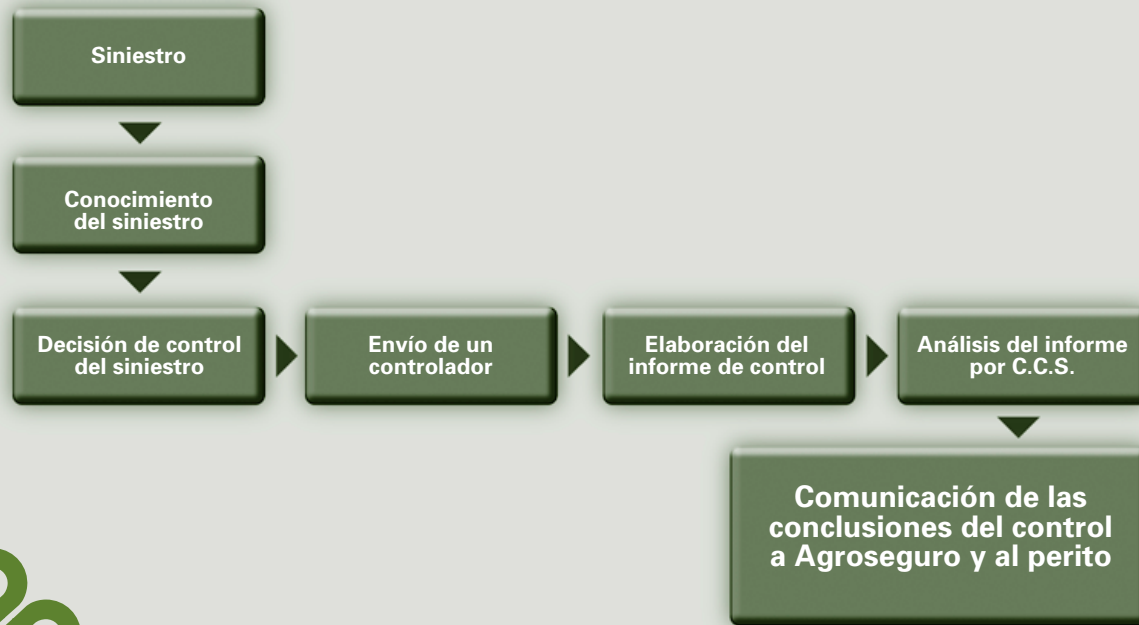 Siniestro
Conocimiento
del siniestro
Decisión de control
del siniestro
Envío de un
controlador
Elaboración del
informe de control
Análisis del informe
por C.C.S.
Comunicación de las
conclusiones del control
a Agroseguro y al perito